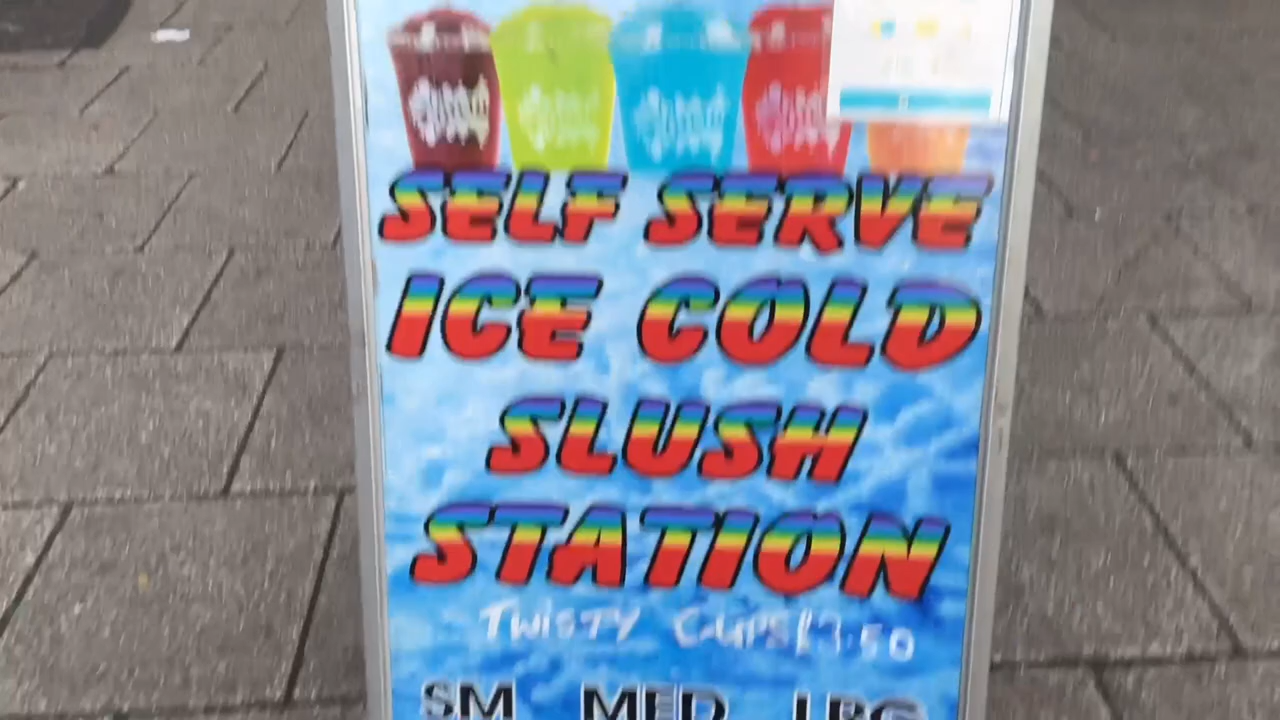 SELF SERVE
ICE COLD
SLUSH
STATION
TWISTY CUPS £3.50
SM MED LRG